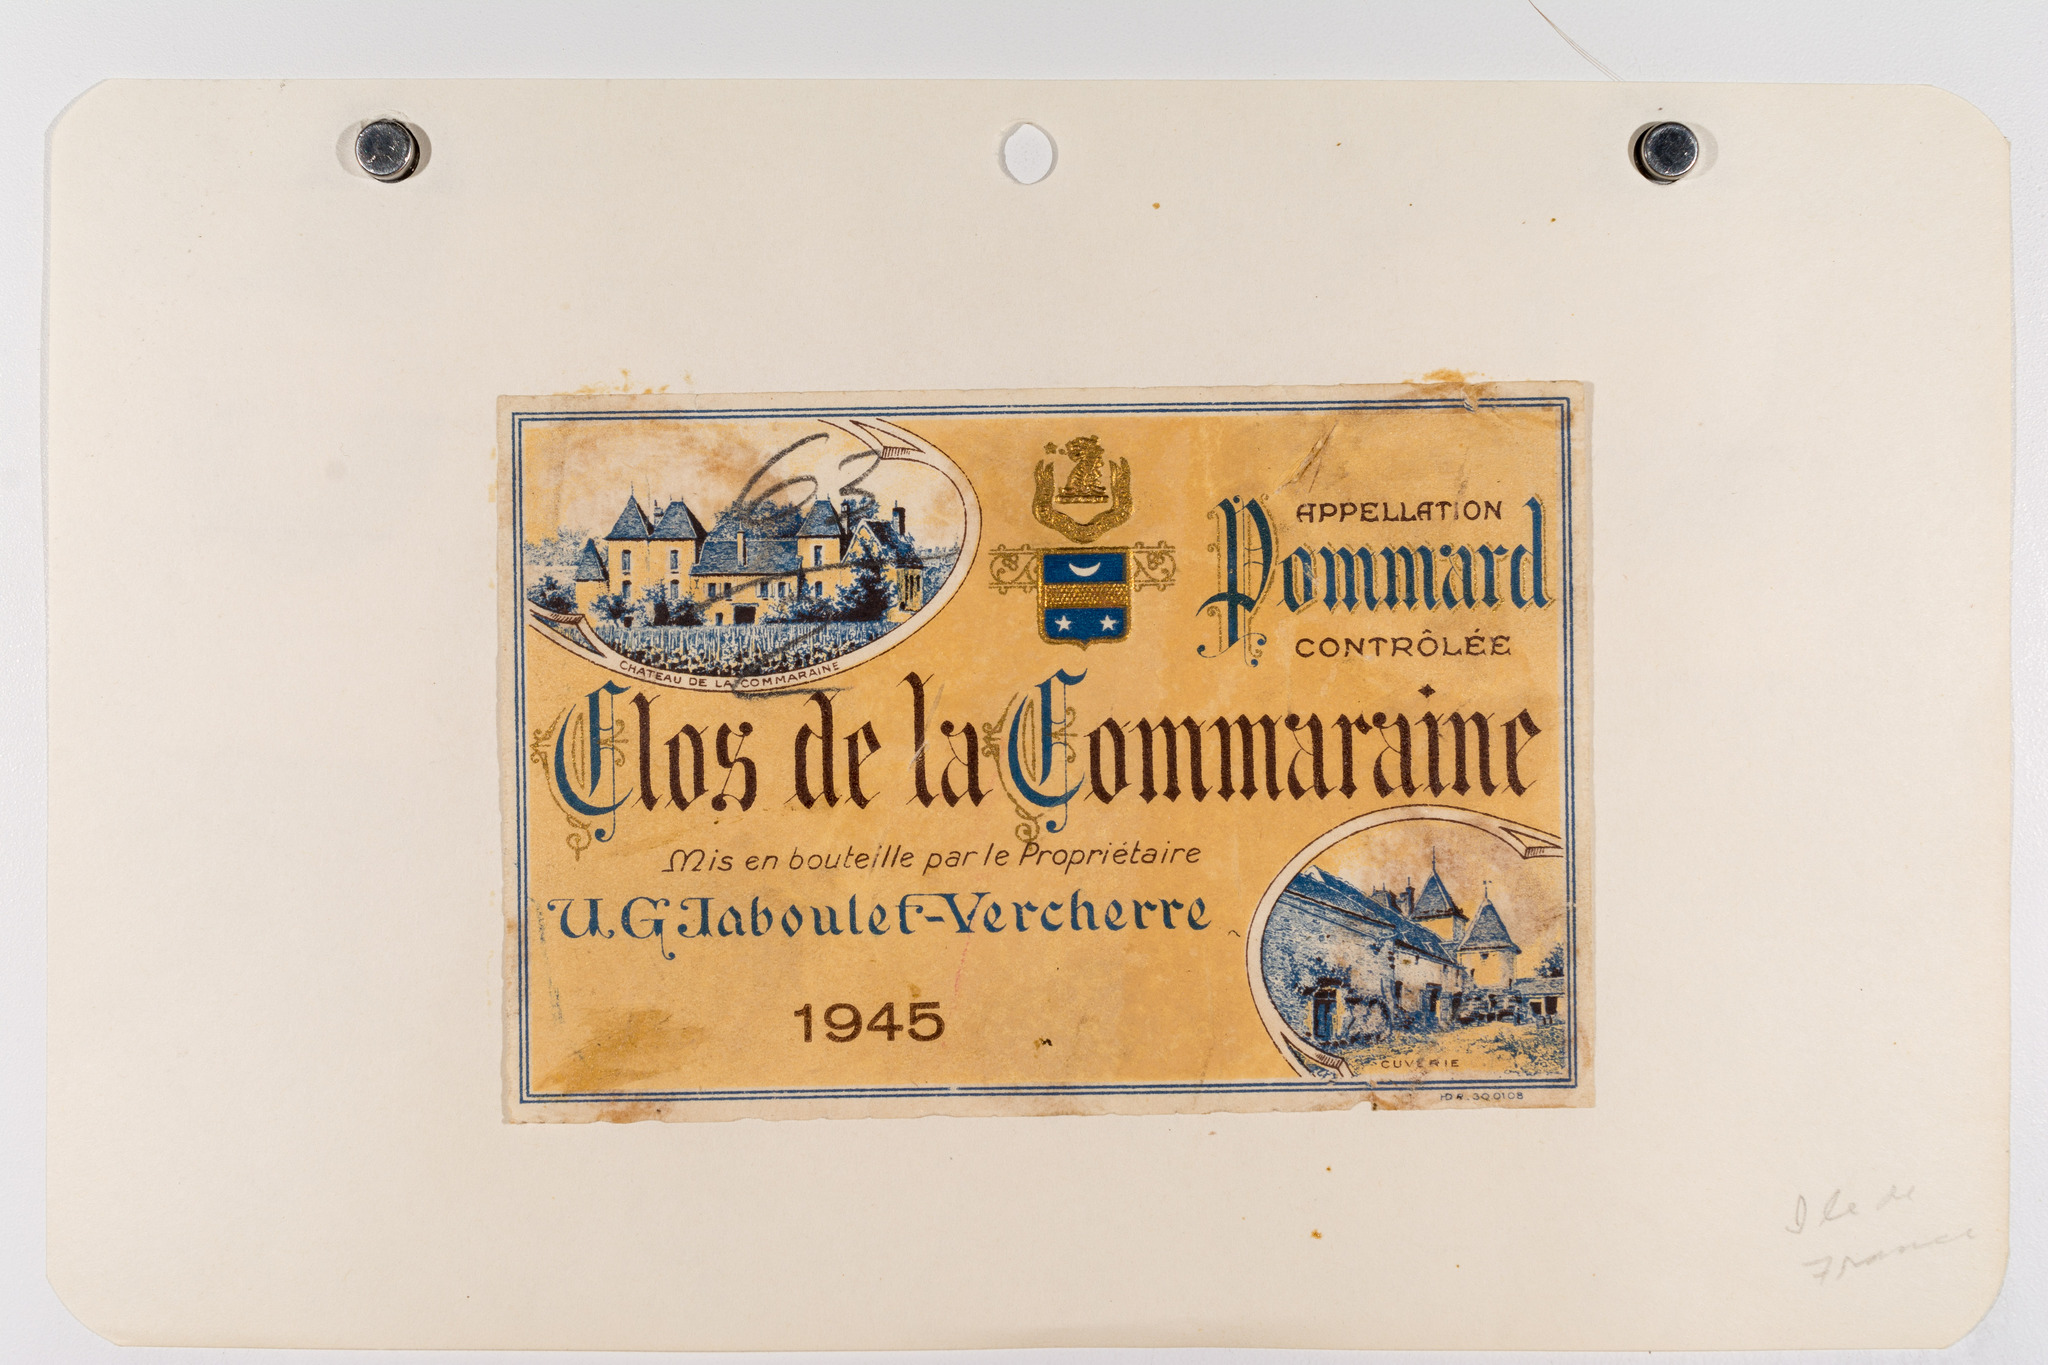 63
CHATEAU DE LA COMMARAINE
APPELLATION
Pommard
CONTRÔLÉE
Clos de la Commaraine
Mis en bouteille par le Propriétaire
U.G. Jaboulet-Vercherre
1945
CUVERIE
Ile de
France